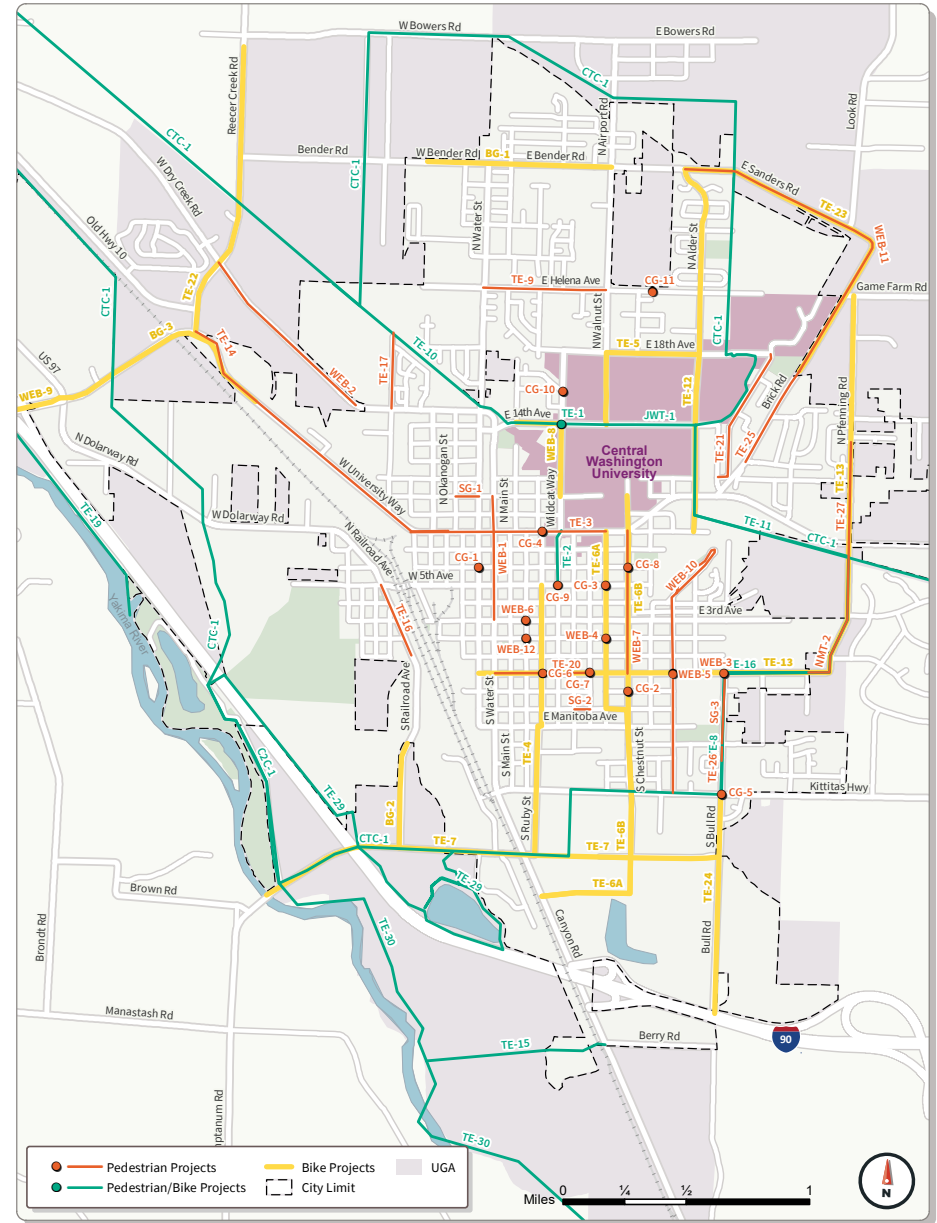 W Bowers Rd
E Bowers Rd
CTC-1
Reecer Creek Rd
N Airport Rd
Look Rd
CTC-1
Bender Rd
W Bender Rd
BG-1
E Bender Rd
W Dry Creek Rd
CTC-1
E Sanders Rd
TE-23
N Water St
N Alder St
WEB-11
Old Hwy 10
TE-22
TE-9
E Helena Ave
CG-11
Game Farm Rd
CTC-1
N Walnut St
CTC-1
BG-3
TE-14
TE-10
TE-5
E 18th Ave
US 97
TE-17
WEB-2
WEB-9
CG-10
TE-12
Brick Rd
E 14th Ave
TE-1
JWT-1
N Pfenning Rd
N Dolarway Rd
WEB-8
TE-21
TE-25
Central
Washington
University
N Okanogan St
W University Way
TE-13
SG-1
N Main St
Wildcat Way
TE-19
W Dolarway Rd
TE-27
TE-3
TE-11
N Railroad Ave
CG-4
CTC-1
CG-1
WEB-1
TE-2
TE-6A
CG-8
W 5th Ave
WEB-10
CG-9
CG-3
TE-6B
Yakima River
TE-16
WEB-6
E 3rd Ave
CTC-1
WEB-4
WEB-7
WEB-12
NMT-2
TE-20
WEB-3
E-16
TE-13
CG-6
WEB-5
CG-7
CG-2
S Railroad Ave
S Water St
SG-2
SG-3
E Manitoba Ave
C2C-1
S Main St
TE-4
S Chestnut St
E-8
TE-26
TE-29
BG-2
S Ruby St
CG-5
Kittitas Hwy
CTC-1
TE-7
TE-6B
TE-7
S Bull Rd
TE-29
TE-6A
TE-24
Brown Rd
Brondt Rd
TE-30
Canyon Rd
Bull Rd
Manastash Rd
TE-15
Berry Rd
90
TE-30
Pedestrian Projects
Bike Projects
UGA
Pedestrian/Bike Projects
City Limit
Miles
0
¼
½
1
N